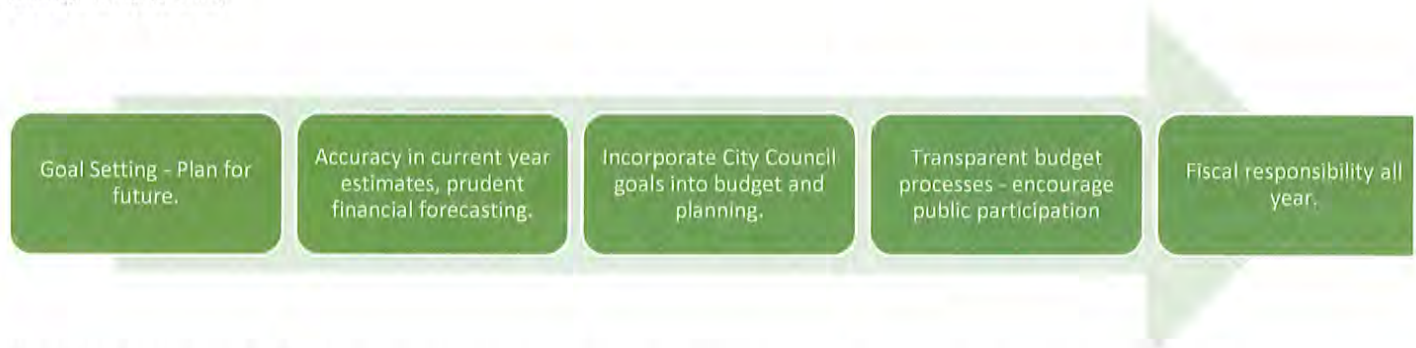 Goal Setting - Plan for
future.
Accuracy in current year
estimates, prudent
financial forecasting.
Incorporate City Council
goals into budget and
planning.
Transparent budget
processes - encourage
public participation
Fiscal responsibility all
year.